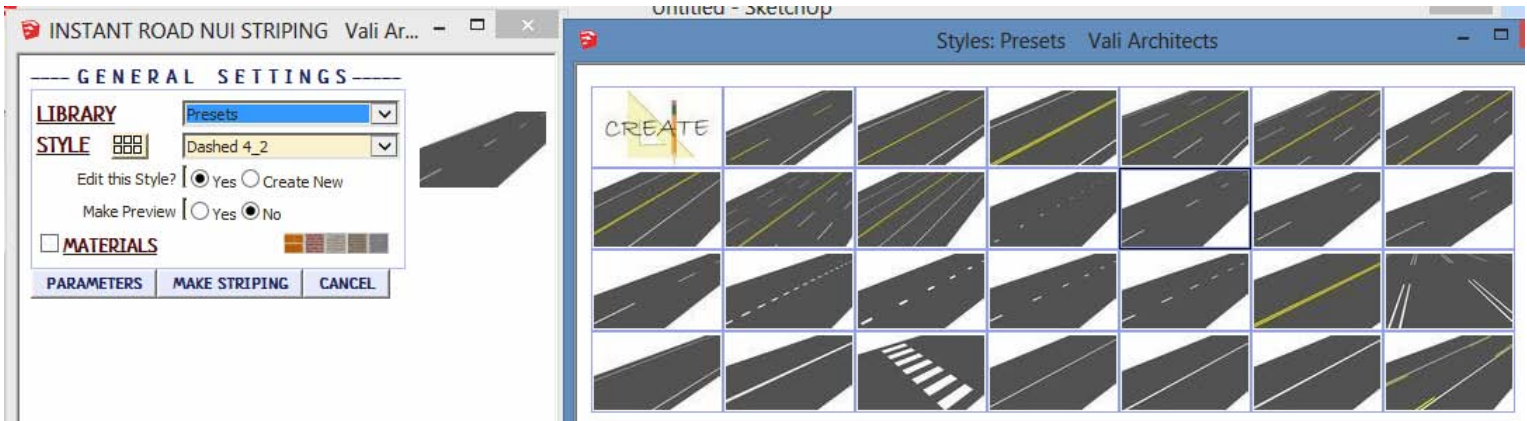 Untitled - SketchUp
INSTANT ROAD NUI STRIPING Vali Ar...
---- GENERAL SETTINGS-----
LIBRARY Presets
STYLE Dashed 4_2
Edit this Style? Yes Create New
Make Preview Yes No
MATERIALS
PARAMETERS MAKE STRIPING CANCEL
Styles: Presets Vali Architects
CREATE